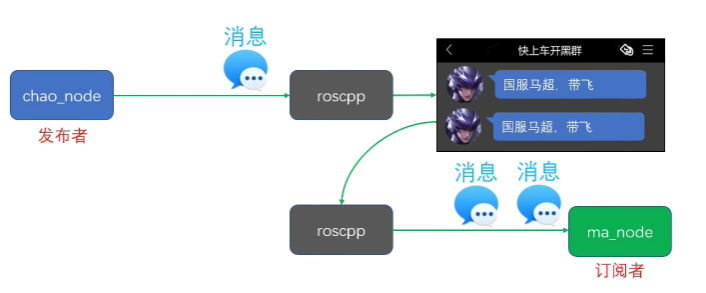 消息
chao_node
发布者
roscpp
快上车开黑群
国服马超，带飞
国服马超，带飞
消息
消息
roscpp
ma_node
订阅者